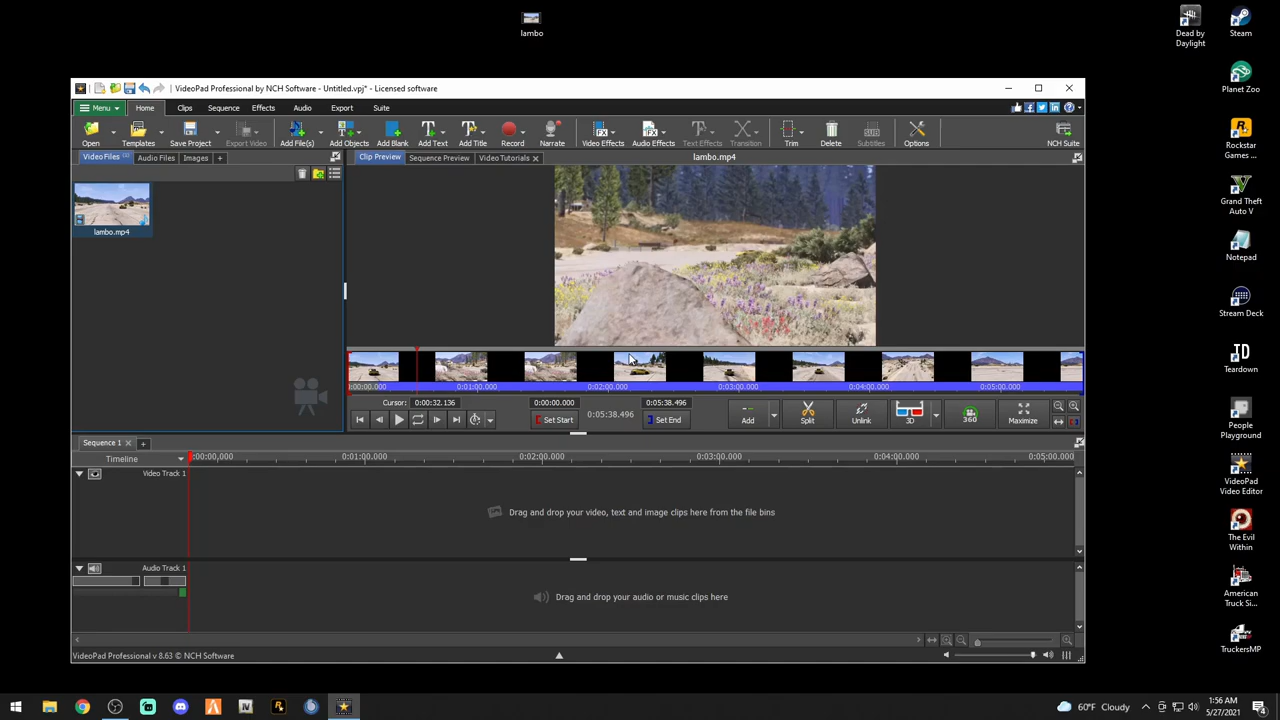 lambo
Dead by
Daylight
Steam
Planet Zoo
Rockstar
Games ...
Grand Theft
Auto V
Notepad
Stream Deck
JD
Teardown
People
Playground
VideoPad
Video Editor
The Evil
Within
American
Truck Si...
TruckersMP
VideoPad Professional by NCH Software - Untitled.vpj* - Licensed software
Menu Home Clips Sequence Effects Audio Export Suite
Open Templates Save Project Export Video Add File(s) Add Objects Add Blank Add Text Add Title Record Narrate Video Effects Audio Effects Text Effects Transition Trim Delete Subtitles Options NCH Suite
Video Files (1) Audio Files Images +
Clip Preview Sequence Preview Video Tutorials
lambo.mp4
lambo.mp4
0:00:00.000 0:01:00.000 0:02:00.000 0:03:00.000 0:04:00.000 0:05:00.000
Cursor: 0:00:32.136 0:00:00.000 0:05:38.496 0:05:38.496
Set Start Set End Add Split Unlink 3D 360 Maximize
Sequence 1 +
Timeline :00:00,000 0:01:00.000 0:02:00.000 0:03:00.000 0:04:00.000 0:05:00.000
Video Track 1
Drag and drop your video, text and image clips here from the file bins
Audio Track 1
Drag and drop your audio or music clips here
VideoPad Professional v 8.63 © NCH Software
60°F Cloudy
1:56 AM
5/27/2021
4